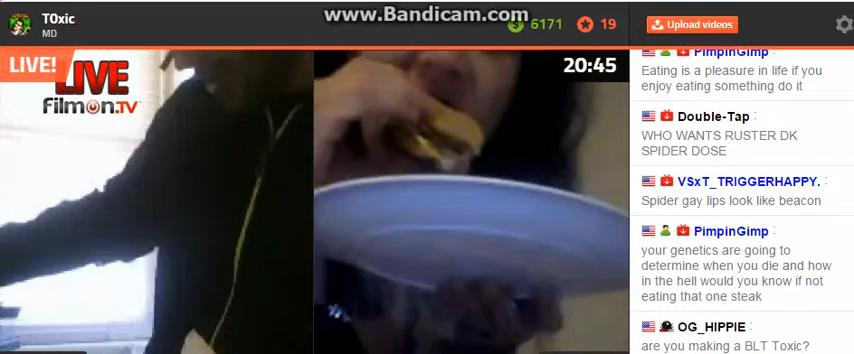 www.Bandicam.com
T0xic
MD
6171
19
Upload videos
LIVE!
LIVE
FilmOn.TV
20:45
PimpinGimp :
Eating is a pleasure in life if you
enjoy eating something do it
Double-Tap :
WHO WANTS RUSTER DK
SPIDER DOSE
VSxT_TRIGGERHAPPY. :
Spider gay lips look like beacon
PimpinGimp :
your genetics are going to
determine when you die and how
in the hell would you know if not
eating that one steak
OG_HIPPIE :
are you making a BLT Toxic?